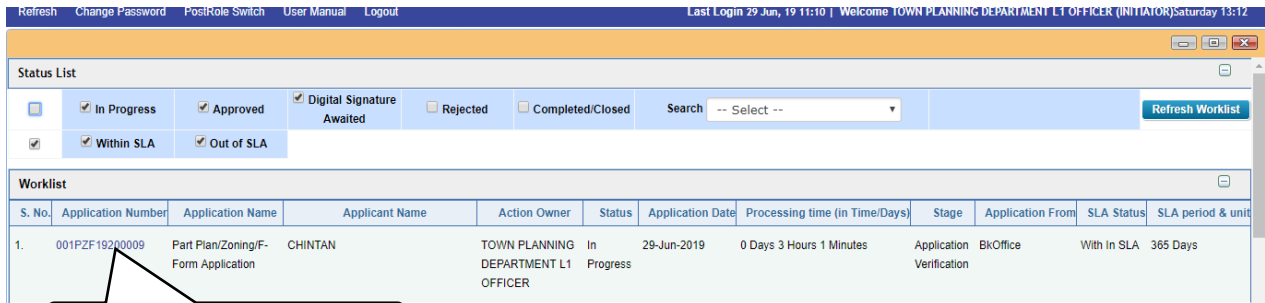 Refresh Change Password PostRole Switch User Manual Logout Last Login 29 Jun, 19 11:10 | Welcome TOWN PLANNING DEPARTMENT L1 OFFICER (INITIATOR)Saturday 13:12
Status List
In Progress Approved Digital Signature Awaited Rejected Completed/Closed Search -- Select -- Refresh Worklist
Within SLA Out of SLA
Worklist
S. No. Application Number Application Name Applicant Name Action Owner Status Application Date Processing time (in Time/Days) Stage Application From SLA Status SLA period & unit
1. 001PZF19200009 Part Plan/Zoning/F- CHINTAN TOWN PLANNING In 29-Jun-2019 0 Days 3 Hours 1 Minutes Application BkOffice With In SLA 365 Days
Form Application DEPARTMENT L1 Progress Verification
OFFICER